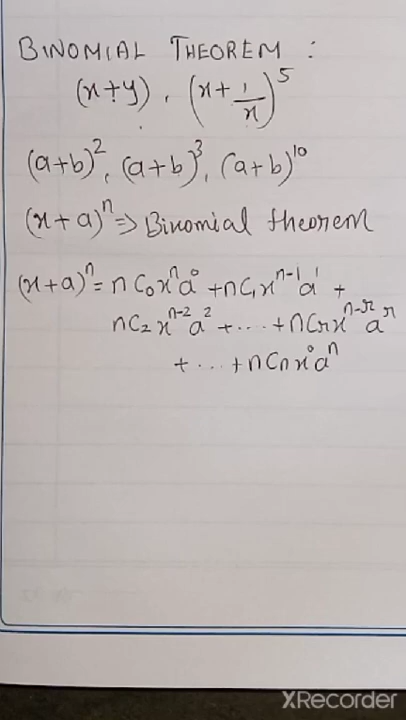 BINOMIAL THEOREM :
(x+y), (x+1/x)^5
(a+b)^2, (a+b)^3, (a+b)^10
(x+a)^n ⇒ Binomial theorem
(x+a)^n = nC0 x^n a^0 + nC1 x^n-1 a^1 +
nC2 x^n-2 a^2 + ... + nCr x^n-r a^r
+ ... + nCn x^0 a^n
XRecorder